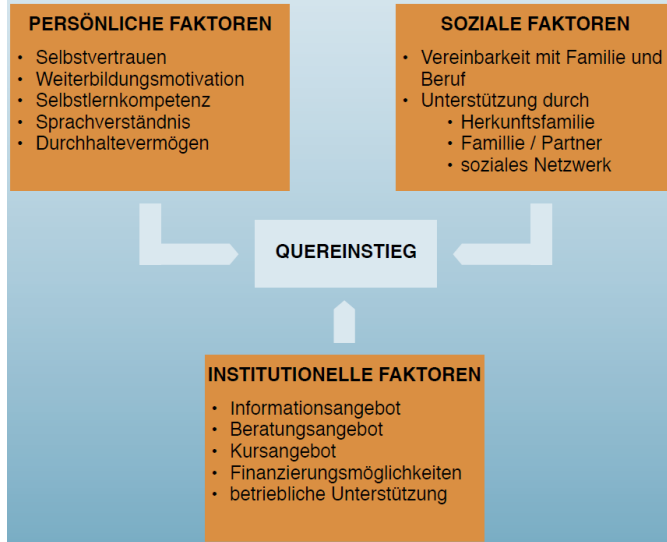 PERSÖNLICHE FAKTOREN
• Selbstvertrauen
• Weiterbildungsmotivation
• Selbstlernkompetenz
• Sprachverständnis
• Durchhaltevermögen
SOZIALE FAKTOREN
• Vereinbarkeit mit Familie und
Beruf
• Unterstützung durch
• Herkunftsfamilie
• Famillie / Partner
• soziales Netzwerk
QUEREINSTIEG
INSTITUTIONELLE FAKTOREN
• Informationsangebot
• Beratungsangebot
• Kursangebot
• Finanzierungsmöglichkeiten
• betriebliche Unterstützung